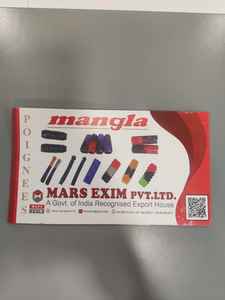 mangla
POIGNEES
MARS EXIM PVT.LTD.
A Govt. of India Recognised Export House